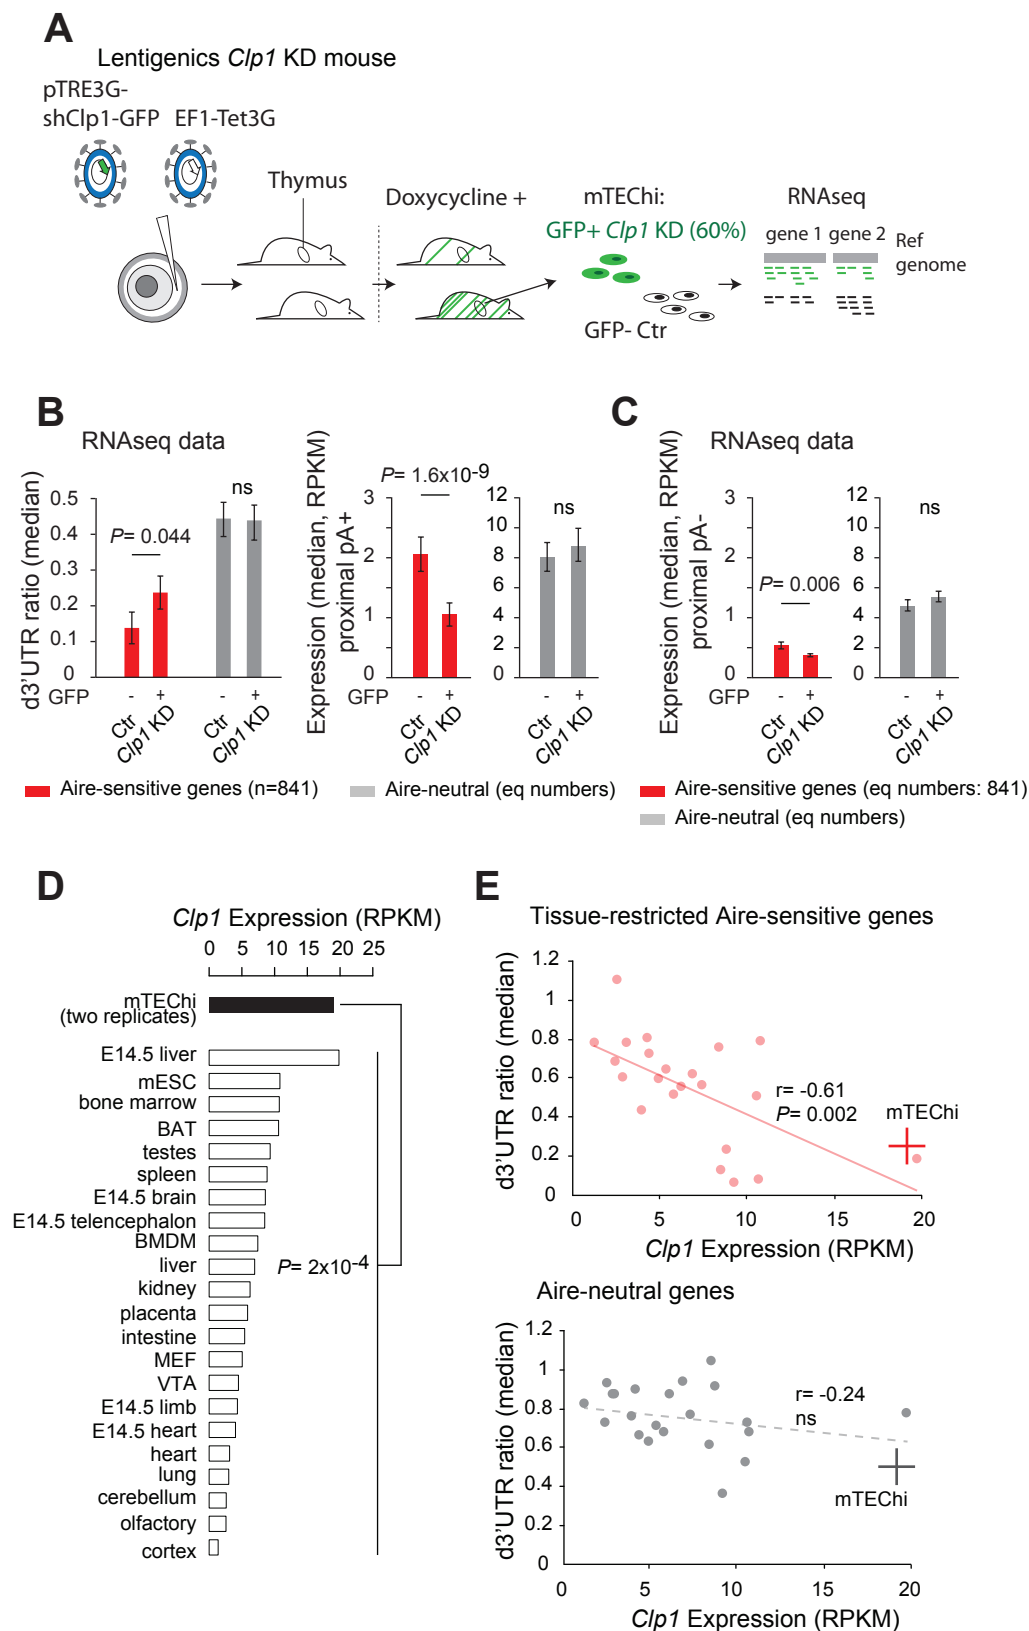 A
Lentigenics Clp1 KD mouse
pTRE3G-
shClp1-GFP EF1-Tet3G
Thymus
Doxycycline +
mTEChi:
GFP+ Clp1 KD (60%)
GFP- Ctr
RNAseq
gene 1 gene 2
Ref
genome
B
RNAseq data
d3'UTR ratio (median)
0.5
0.4
0.3
0.2
0.1
0
P= 0.044
ns
GFP - + - +
Ctr
Clp1 KD
Ctr
Clp1 KD
Expression (median, RPKM)
proximal pA+
P= 1.6x10-9
3
2
1
0
GFP - +
Ctr
Clp1 KD
12
10
8
6
4
2
0
ns
- +
Ctr
Clp1 KD
C
RNAseq data
Expression (median, RPKM)
proximal pA-
3
2
1
0
P= 0.006
GFP - +
Ctr
Clp1 KD
12
10
8
6
4
2
0
ns
- +
Ctr
Clp1 KD
Aire-sensitive genes (n=841)
Aire-neutral (eq numbers)
Aire-sensitive genes (eq numbers: 841)
Aire-neutral (eq numbers)
D
Clp1 Expression (RPKM)
0 5 10 15 20 25
mTEChi
(two replicates)
E14.5 liver
mESC
bone marrow
BAT
testes
spleen
E14.5 brain
E14.5 telencephalon
BMDM
liver
kidney
placenta
intestine
MEF
VTA
E14.5 limb
E14.5 heart
heart
lung
cerebellum
olfactory
cortex
P= 2x10-4
E
Tissue-restricted Aire-sensitive genes
d3'UTR ratio (median)
1.2
1
0.8
0.6
0.4
0.2
0
r= -0.61
P= 0.002
mTEChi
0 5 10 15 20
Clp1 Expression (RPKM)
Aire-neutral genes
d3'UTR ratio (median)
1.2
1
0.8
0.6
0.4
0.2
0
r= -0.24
ns
mTEChi
0 5 10 15 20
Clp1 Expression (RPKM)